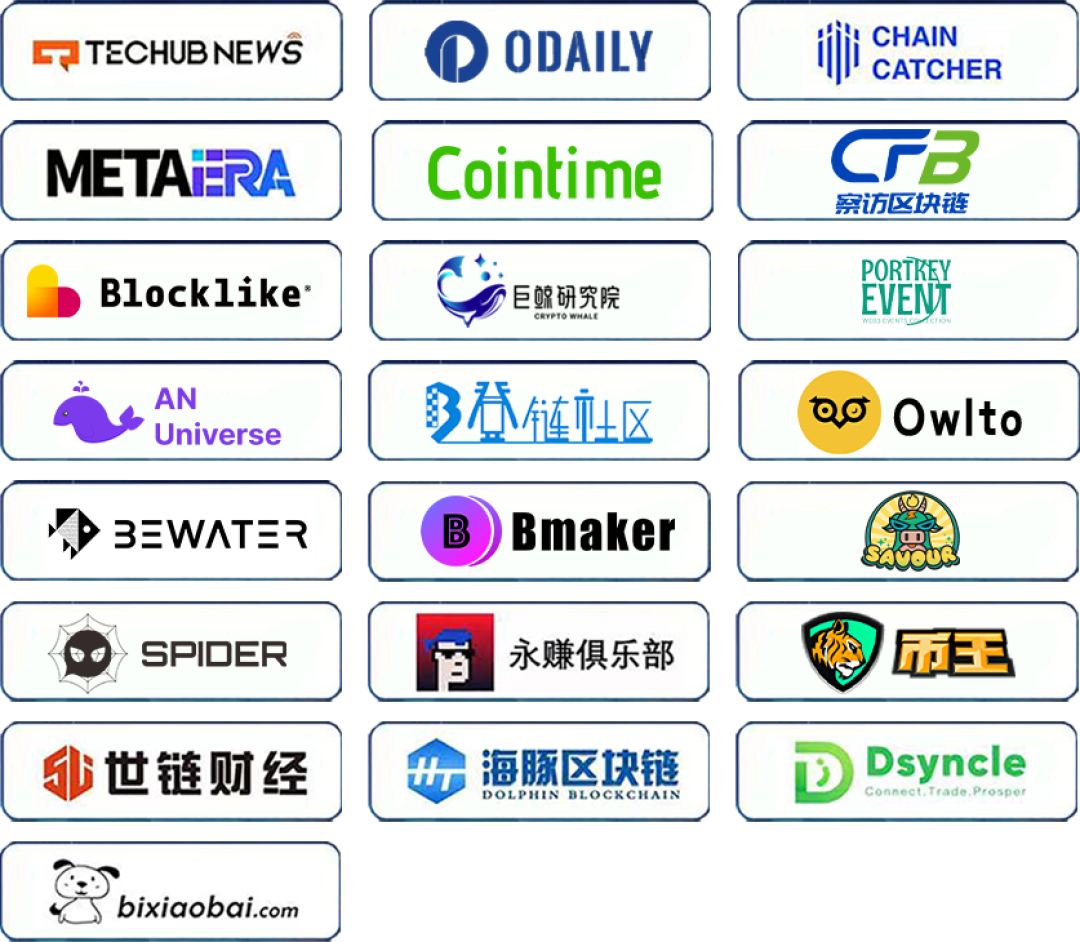 TECHUB NEWS
ODAILY
CHAIN
CATCHER
METAERA
Cointime
CFB
察访区块链
Blocklike®
巨鲸研究院
CRYPTO WHALE
PORTKEY
EVENT
WEB3 EVENTS COLLECTION
AN
Universe
B巷链社区
Owlto
BEWATER
B
Bmaker
SAVOUR
SPIDER
永赚俱乐部
币王
世链财经
海豚区块链
DOLPHIN BLOCKCHAIN
Dsyncle
Connect.Trade.Prosper
bixiaobai.com